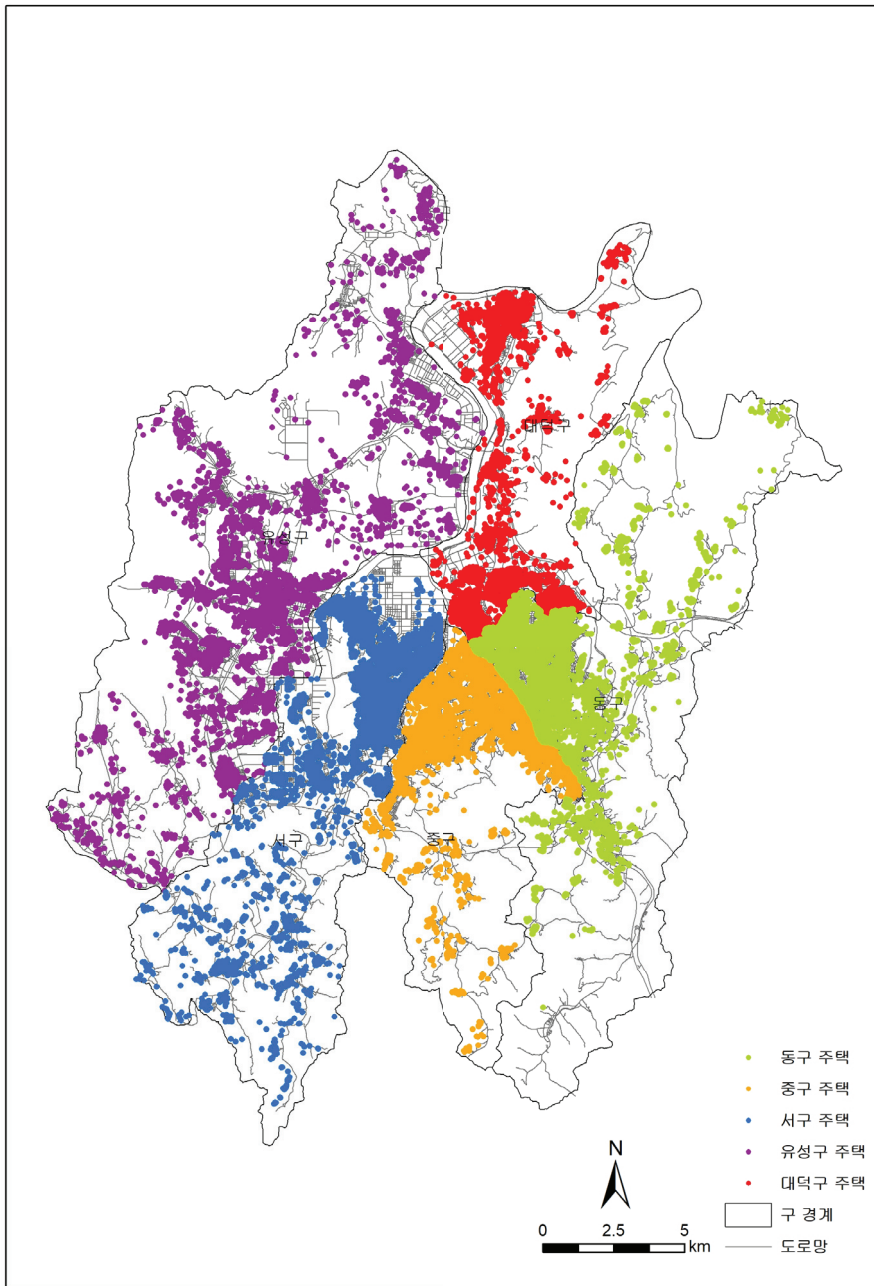 대덕구
유성구
동구
서구
중구
동구 주택
중구 주택
서구 주택
유성구 주택
대덕구 주택
구 경계
도로망
N
0 2.5 5
km